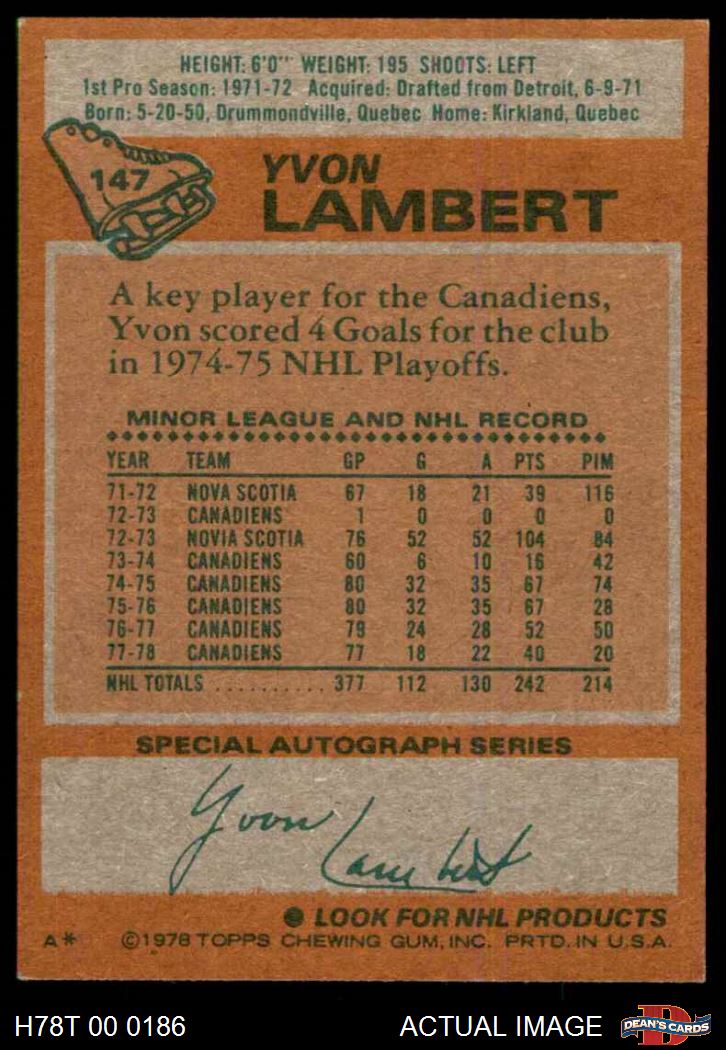 HEIGHT: 6'0" WEIGHT: 195 SHOOTS: LEFT
1st Pro Season: 1971-72 Acquired: Drafted from Detroit, 6-9-71
Born: 5-20-50, Drummondville, Quebec Home: Kirkland, Quebec
147
YVON
LAMBERT
A key player for the Canadiens,
Yvon scored 4 Goals for the club
in 1974-75 NHL Playoffs.
MINOR LEAGUE AND NHL RECORD
YEAR TEAM GP G A PTS PIM
71-72 NOVA SCOTIA 67 18 21 39 116
72-73 CANADIENS 1 0 0 0 0
72-73 NOVIA SCOTIA 76 52 52 104 84
73-74 CANADIENS 60 6 10 16 42
74-75 CANADIENS 80 32 35 67 74
75-76 CANADIENS 80 32 35 67 28
76-77 CANADIENS 79 24 28 52 50
77-78 CANADIENS 77 18 22 40 20
NHL TOTALS .......... 377 112 130 242 214
SPECIAL AUTOGRAPH SERIES
Yvon Lambert
● LOOK FOR NHL PRODUCTS
A* ©1978 TOPPS CHEWING GUM, INC. PRTD. IN U.S.A.
H78T 00 0186 ACTUAL IMAGE D DEAN'S CARDS